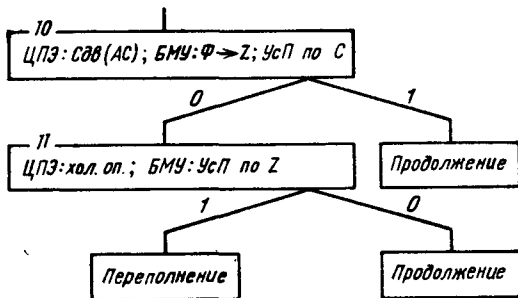 10
ЦПЭ: Сдв(АС); БМУ: Ф→Z; УсП по С
0 1
11
ЦПЭ: хол. оп.; БМУ: УсП по Z
Продолжение
1 0
Переполнение
Продолжение